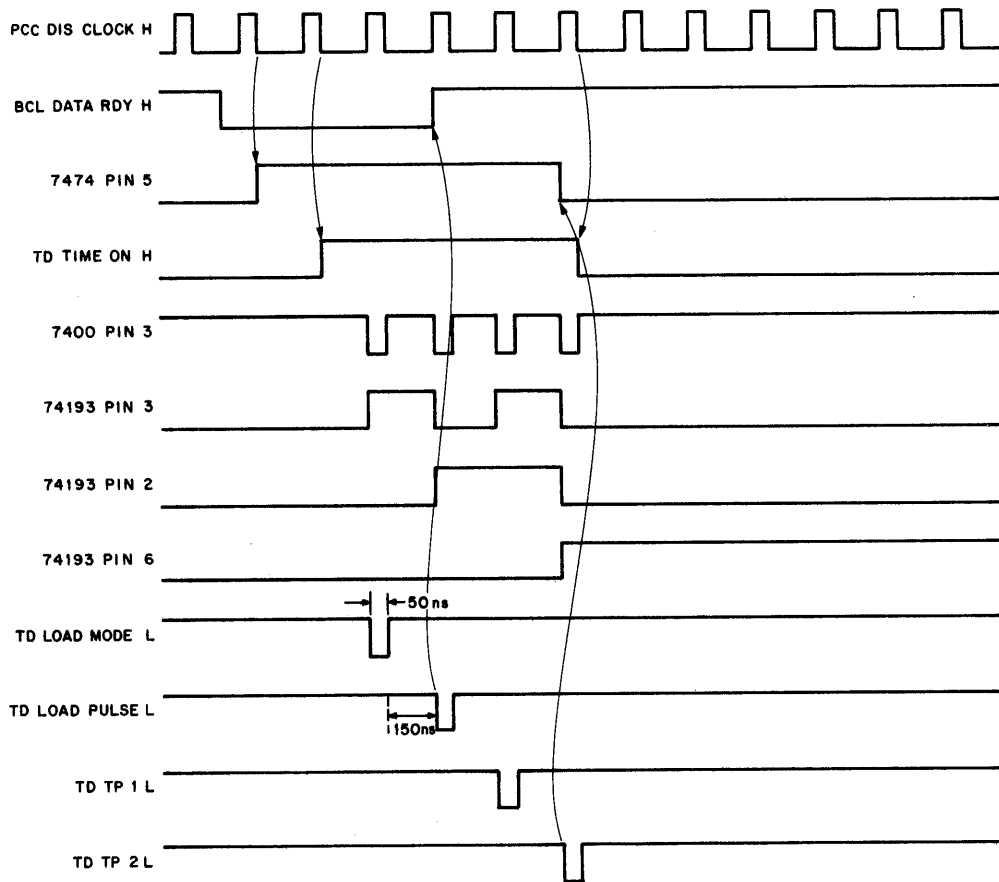 PCC DIS CLOCK H
BCL DATA RDY H
7474 PIN 5
TD TIME ON H
7400 PIN 3
74193 PIN 3
74193 PIN 2
74193 PIN 6
50ns
TD LOAD MODE L
TD LOAD PULSE L
150ns
TD TP 1 L
TD TP 2 L